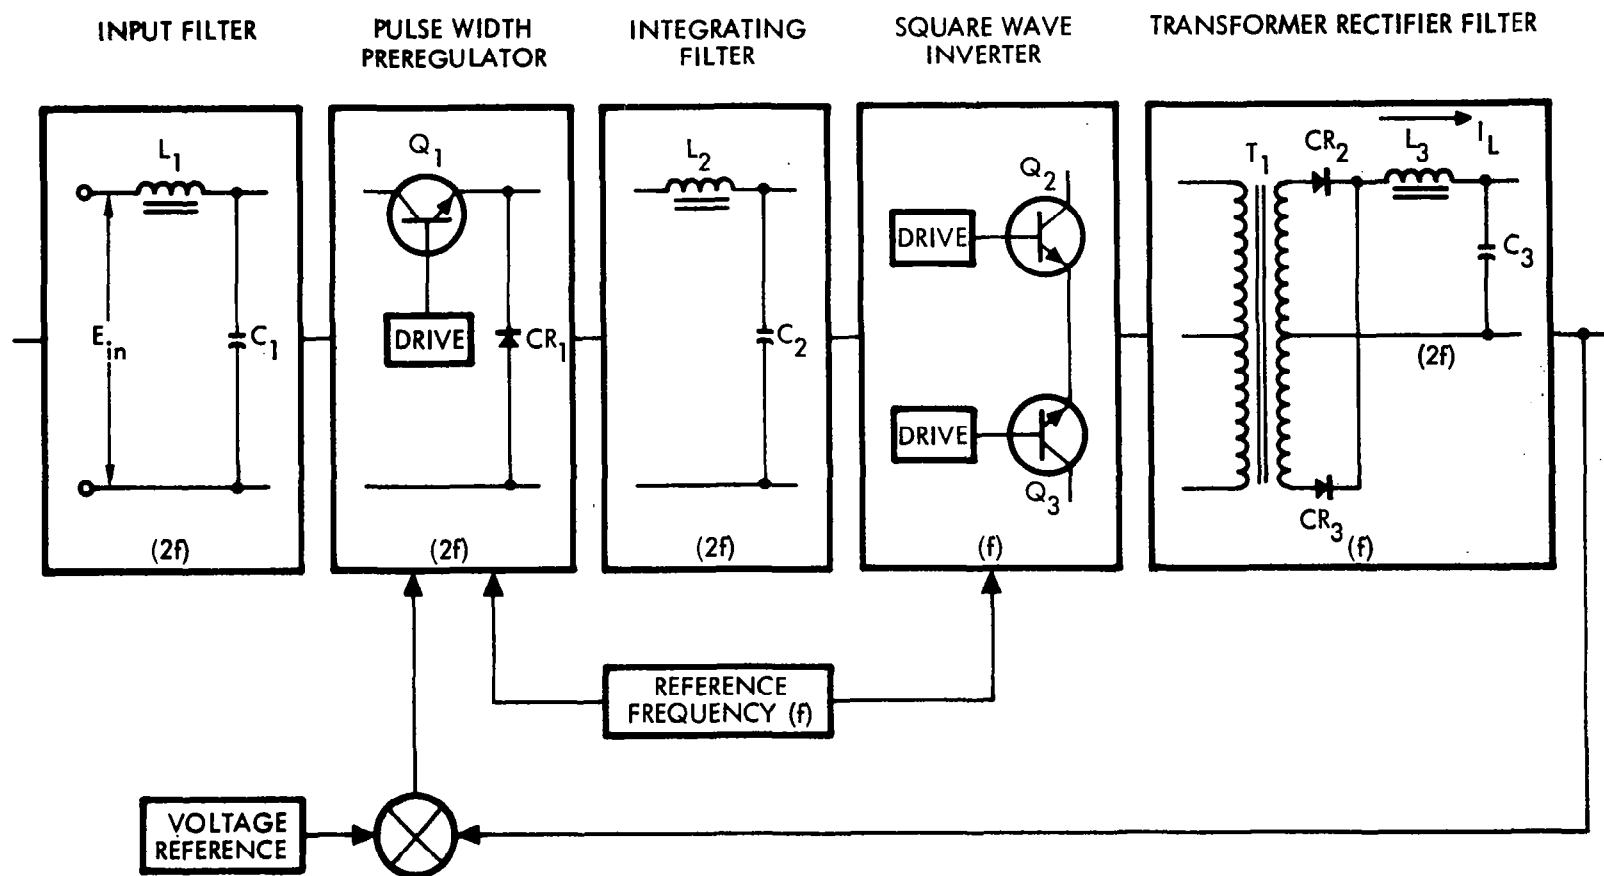 INPUT FILTER
PULSE WIDTH
PREREGULATOR
INTEGRATING
FILTER
SQUARE WAVE
INVERTER
TRANSFORMER RECTIFIER FILTER
L1
E in
C1
(2f)
Q1
DRIVE
CR1
(2f)
L2
C2
(2f)
Q2
DRIVE
DRIVE
Q3
(f)
T1
CR2
L3
IL
C3
(2f)
CR3
(f)
REFERENCE
FREQUENCY (f)
VOLTAGE
REFERENCE